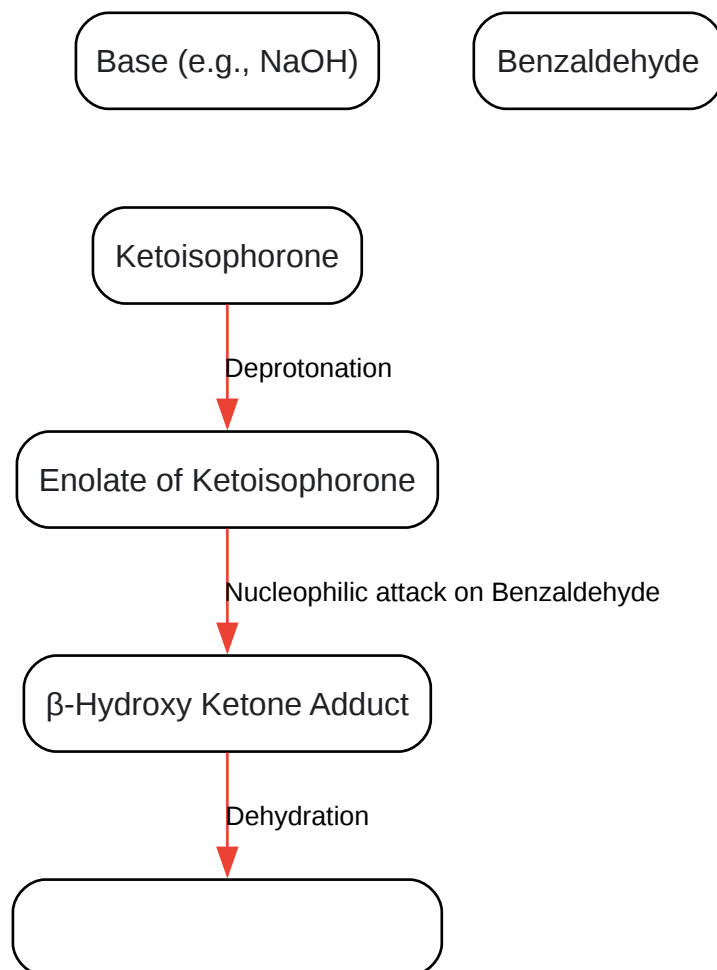 Base (e.g., NaOH)
Benzaldehyde
Ketoisophorone
Deprotonation
Enolate of Ketoisophorone
Nucleophilic attack on Benzaldehyde
β-Hydroxy Ketone Adduct
Dehydration